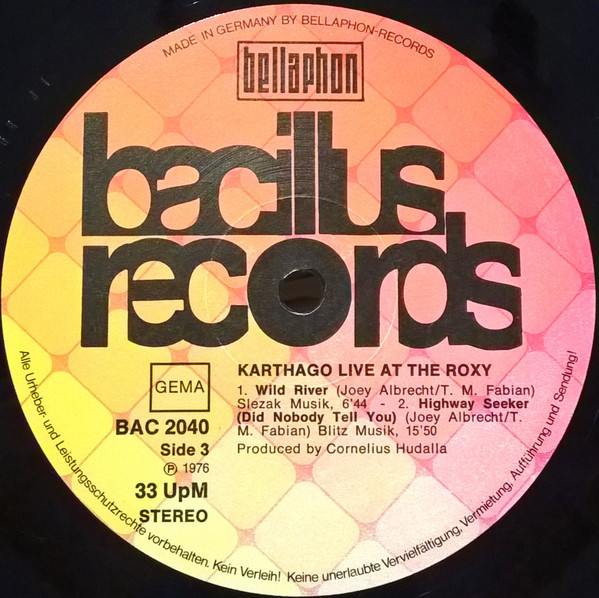 MADE IN GERMANY BY BELLAPHON-RECORDS
bellaphon
bacillus
records
GEMA
BAC 2040
Side 3
Ⓟ 1976
33 UpM
STEREO
KARTHAGO LIVE AT THE ROXY
1. Wild River (Joey Albrecht/T. M. Fabian)
Slezak Musik, 6'44 - 2. Highway Seeker
(Did Nobody Tell You) (Joey Albrecht/T.
M. Fabian) Blitz Musik, 15'50
Produced by Cornelius Hudalla
Alle Urheber- und Leistungsschutzrechte vorbehalten. Kein Verleih! Keine unerlaubte Vervielfältigung, Vermietung, Aufführung und Sendung!